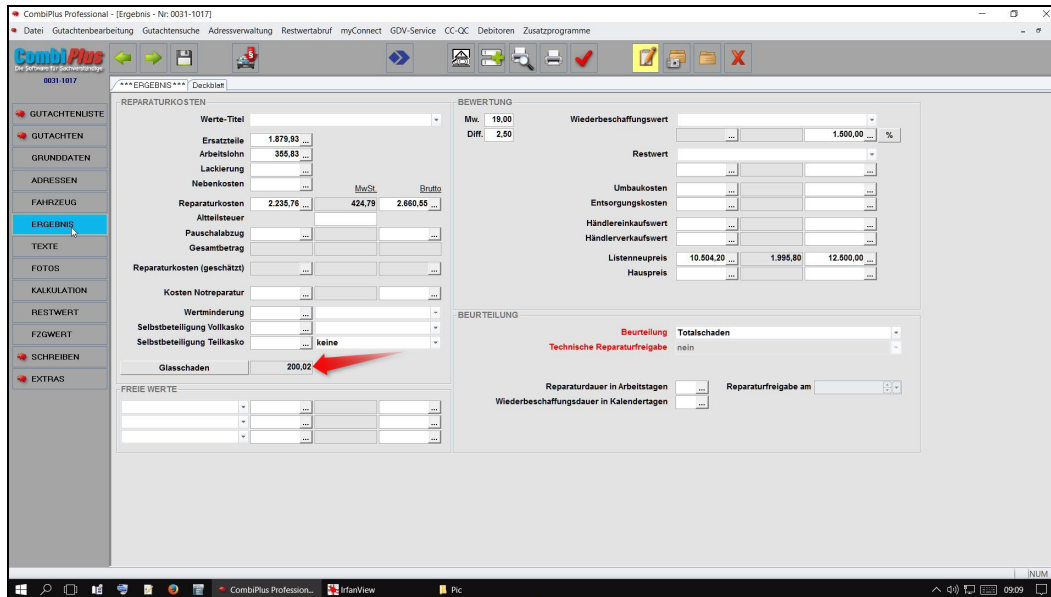 CombiPlus Professional - [Ergebnis - Nr: 0031-1017]
Datei Gutachtenbearbeitung Gutachtensuche Adressverwaltung Restwertabruf myConnect GDV-Service CC-QC Debitoren Zusatzprogramme
CombiPlus
Die Software für Sachverständige
0031-1017
***ERGEBNIS*** Deckblatt
GUTACHTENLISTE
GUTACHTEN
GRUNDDATEN
ADRESSEN
FAHRZEUG
ERGEBNIS
TEXTE
FOTOS
KALKULATION
RESTWERT
FZGWERT
SCHREIBEN
EXTRAS
REPARATURKOSTEN
Werte-Titel
Ersatzteile 1.879,93 ...
Arbeitslohn 355,83 ...
Lackierung ...
Nebenkosten ... MwSt. Brutto
Reparaturkosten 2.235,76 ... 424,79 2.660,55 ...
Altteilsteuer
Pauschalabzug ... ...
Gesamtbetrag
Reparaturkosten (geschätzt) ... ...
Kosten Notreparatur ... ...
Wertminderung ...
Selbstbeteiligung Vollkasko ...
Selbstbeteiligung Teilkasko ... keine
Glasschaden 200,02
FREIE WERTE
... ...
... ...
... ...
BEWERTUNG
Mw. 19,00 Wiederbeschaffungswert
Diff. 2,50 ... 1.500,00 ... %
Restwert
... ...
Umbaukosten ... ...
Entsorgungskosten ... ...
Händlereinkaufswert ... ...
Händlerverkaufswert ... ...
Listenneupreis 10.504,20 ... 1.995,80 12.500,00 ...
Hauspreis ... ...
BEURTEILUNG
Beurteilung Totalschaden
Technische Reparaturfreigabe nein
Reparaturdauer in Arbeitstagen ... Reparaturfreigabe am
Wiederbeschaffungsdauer in Kalendertagen ...
NUM
CombiPlus Profession... IrfanView Pic 09:09